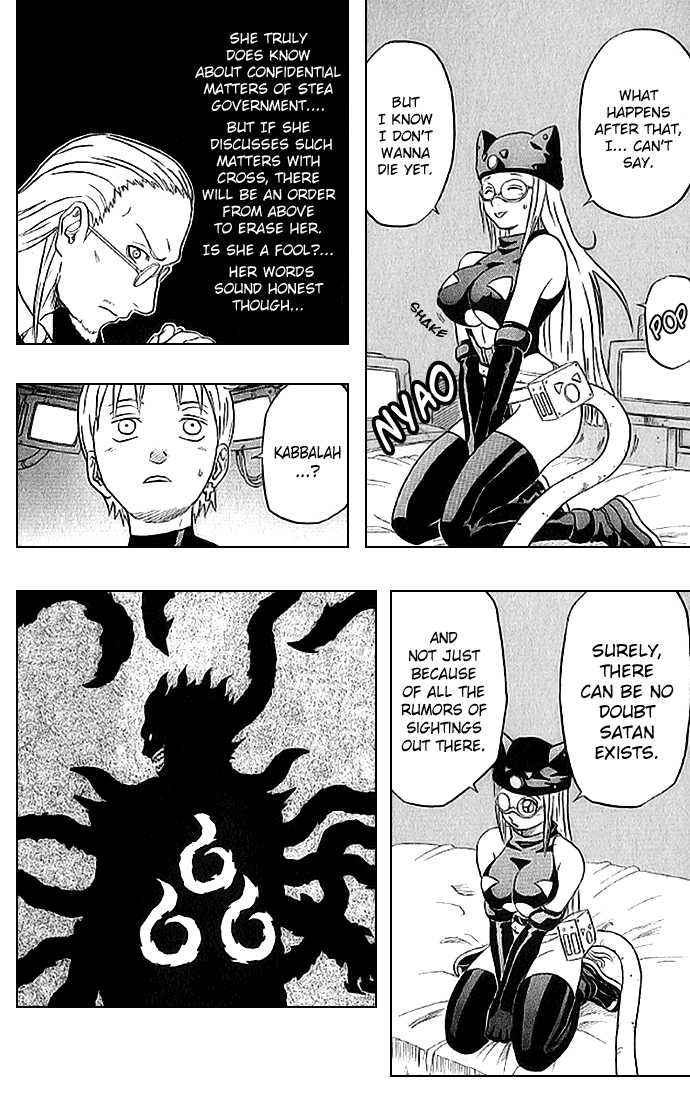 WHAT
HAPPENS
AFTER THAT,
I... CAN'T
SAY.
BUT
I KNOW
I DON'T
WANNA
DIE YET.
POP
SHAKE
NYAO
SHE TRULY
DOES KNOW
ABOUT CONFIDENTIAL
MATTERS OF STEA
GOVERNMENT....
BUT IF SHE
DISCUSSES SUCH
MATTERS WITH
CROSS, THERE
WILL BE AN ORDER
FROM ABOVE
TO ERASE HER.
IS SHE A FOOL?...
HER WORDS
SOUND HONEST
THOUGH...
KABBALAH
...?
SURELY,
THERE
CAN BE NO
DOUBT
SATAN
EXISTS.
AND
NOT JUST
BECAUSE
OF ALL THE
RUMORS OF
SIGHTINGS
OUT THERE.
666